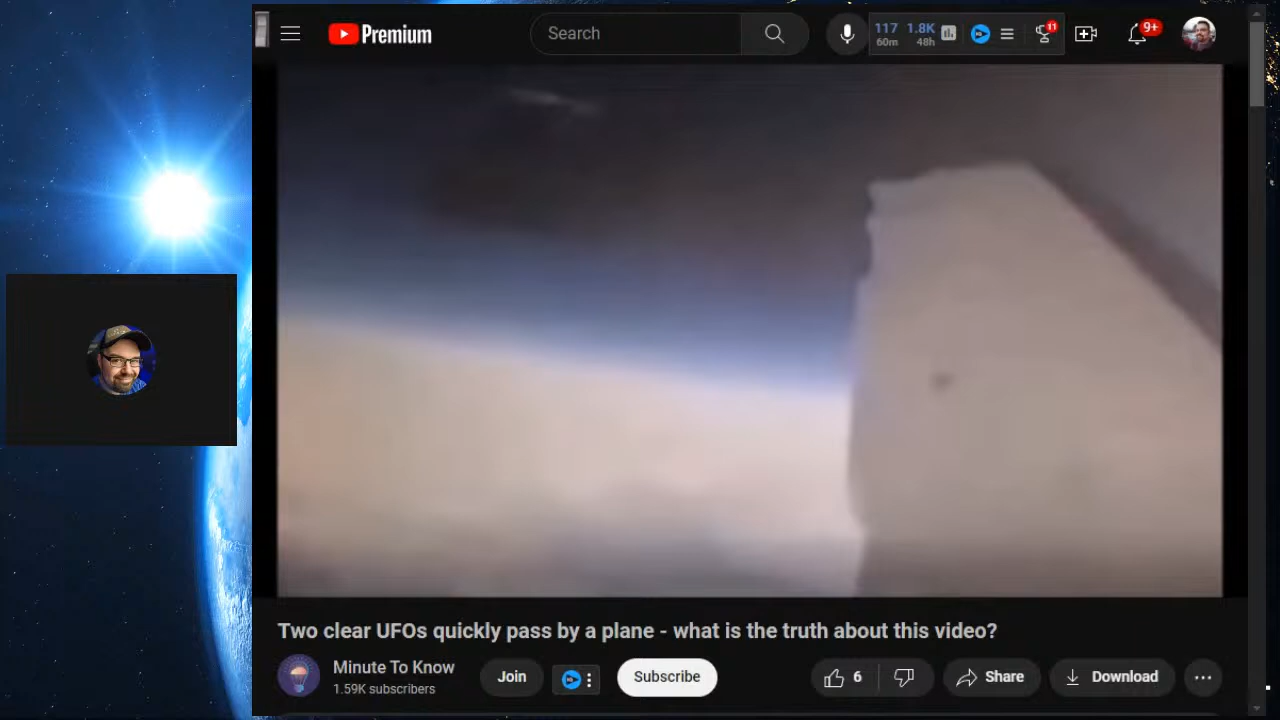 Premium
Search
117 1.8K
60m 48h
11
9+
Two clear UFOs quickly pass by a plane - what is the truth about this video?
Minute To Know
1.59K subscribers
Join
Subscribe
6
Share
Download